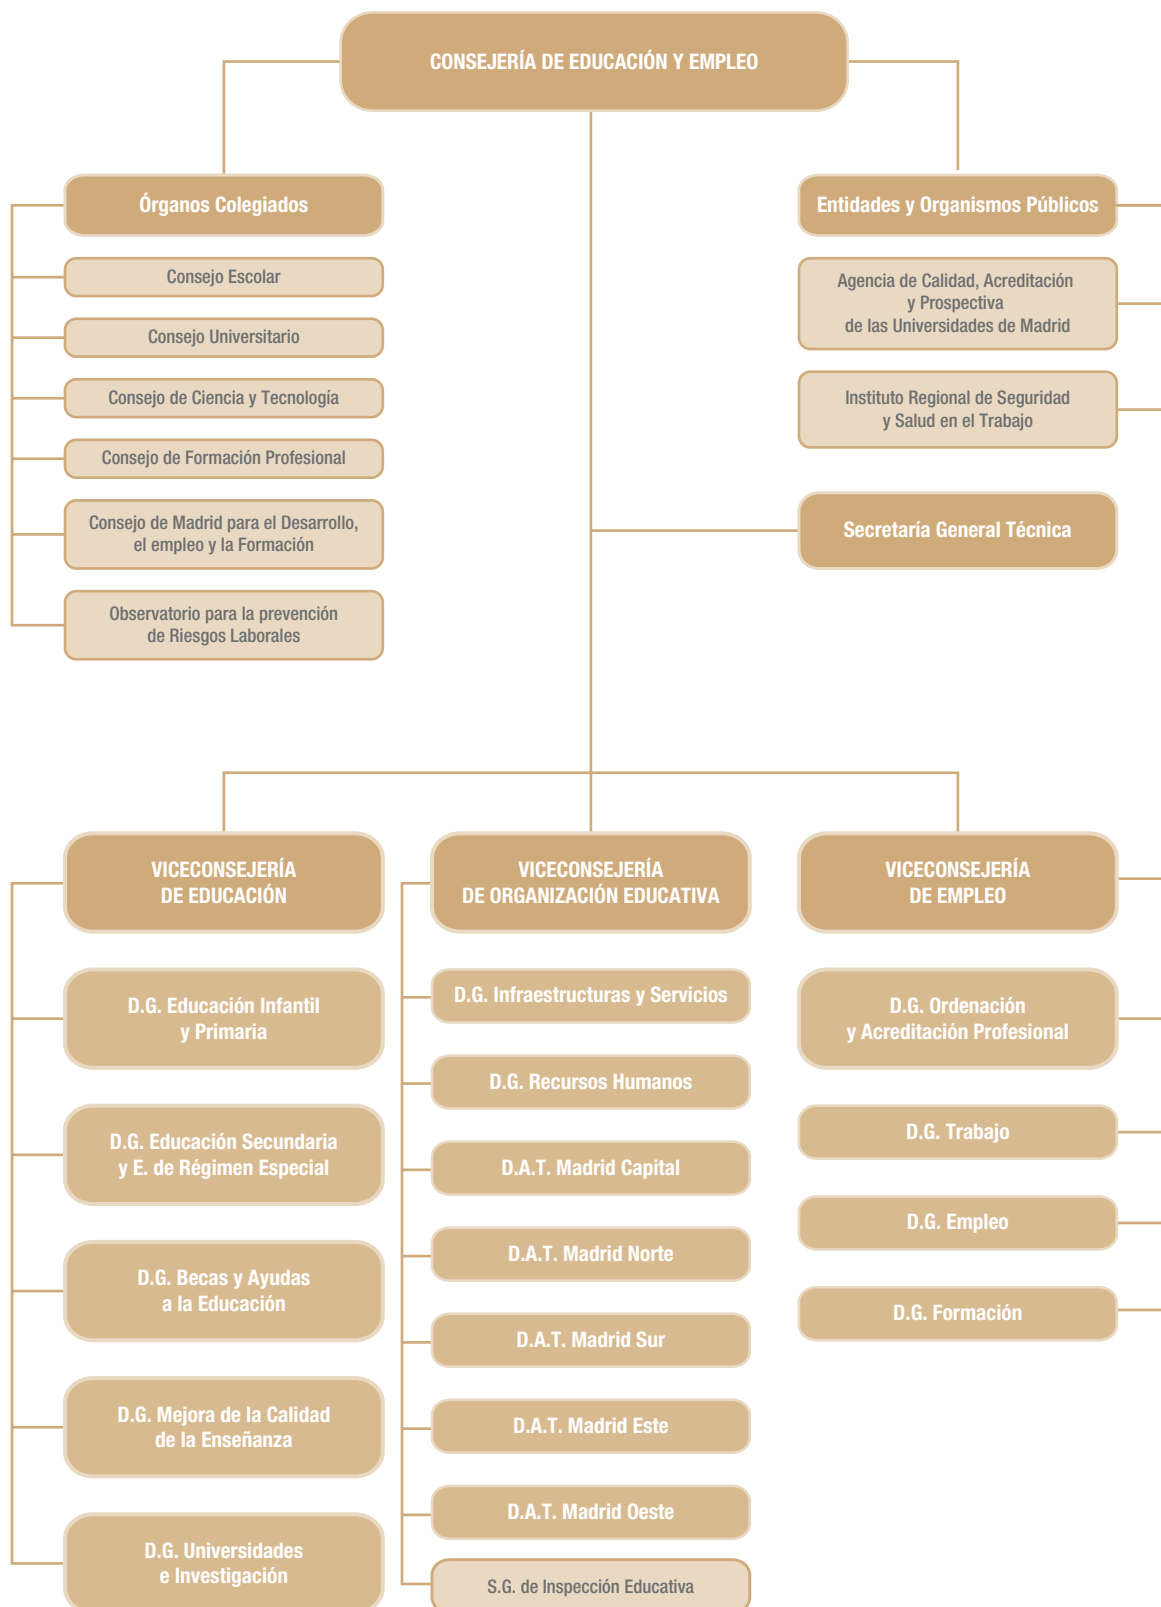 CONSEJERÍA DE EDUCACIÓN Y EMPLEO
Órganos Colegiados
Consejo Escolar
Consejo Universitario
Consejo de Ciencia y Tecnología
Consejo de Formación Profesional
Consejo de Madrid para el Desarrollo,
el empleo y la Formación
Observatorio para la prevención
de Riesgos Laborales
Entidades y Organismos Públicos
Agencia de Calidad, Acreditación
y Prospectiva
de las Universidades de Madrid
Instituto Regional de Seguridad
y Salud en el Trabajo
Secretaría General Técnica
VICECONSEJERÍA
DE EDUCACIÓN
D.G. Educación Infantil
y Primaria
D.G. Educación Secundaria
y E. de Régimen Especial
D.G. Becas y Ayudas
a la Educación
D.G. Mejora de la Calidad
de la Enseñanza
D.G. Universidades
e Investigación
VICECONSEJERÍA
DE ORGANIZACIÓN EDUCATIVA
D.G. Infraestructuras y Servicios
D.G. Recursos Humanos
D.A.T. Madrid Capital
D.A.T. Madrid Norte
D.A.T. Madrid Sur
D.A.T. Madrid Este
D.A.T. Madrid Oeste
S.G. de Inspección Educativa
VICECONSEJERÍA
DE EMPLEO
D.G. Ordenación
y Acreditación Profesional
D.G. Trabajo
D.G. Empleo
D.G. Formación